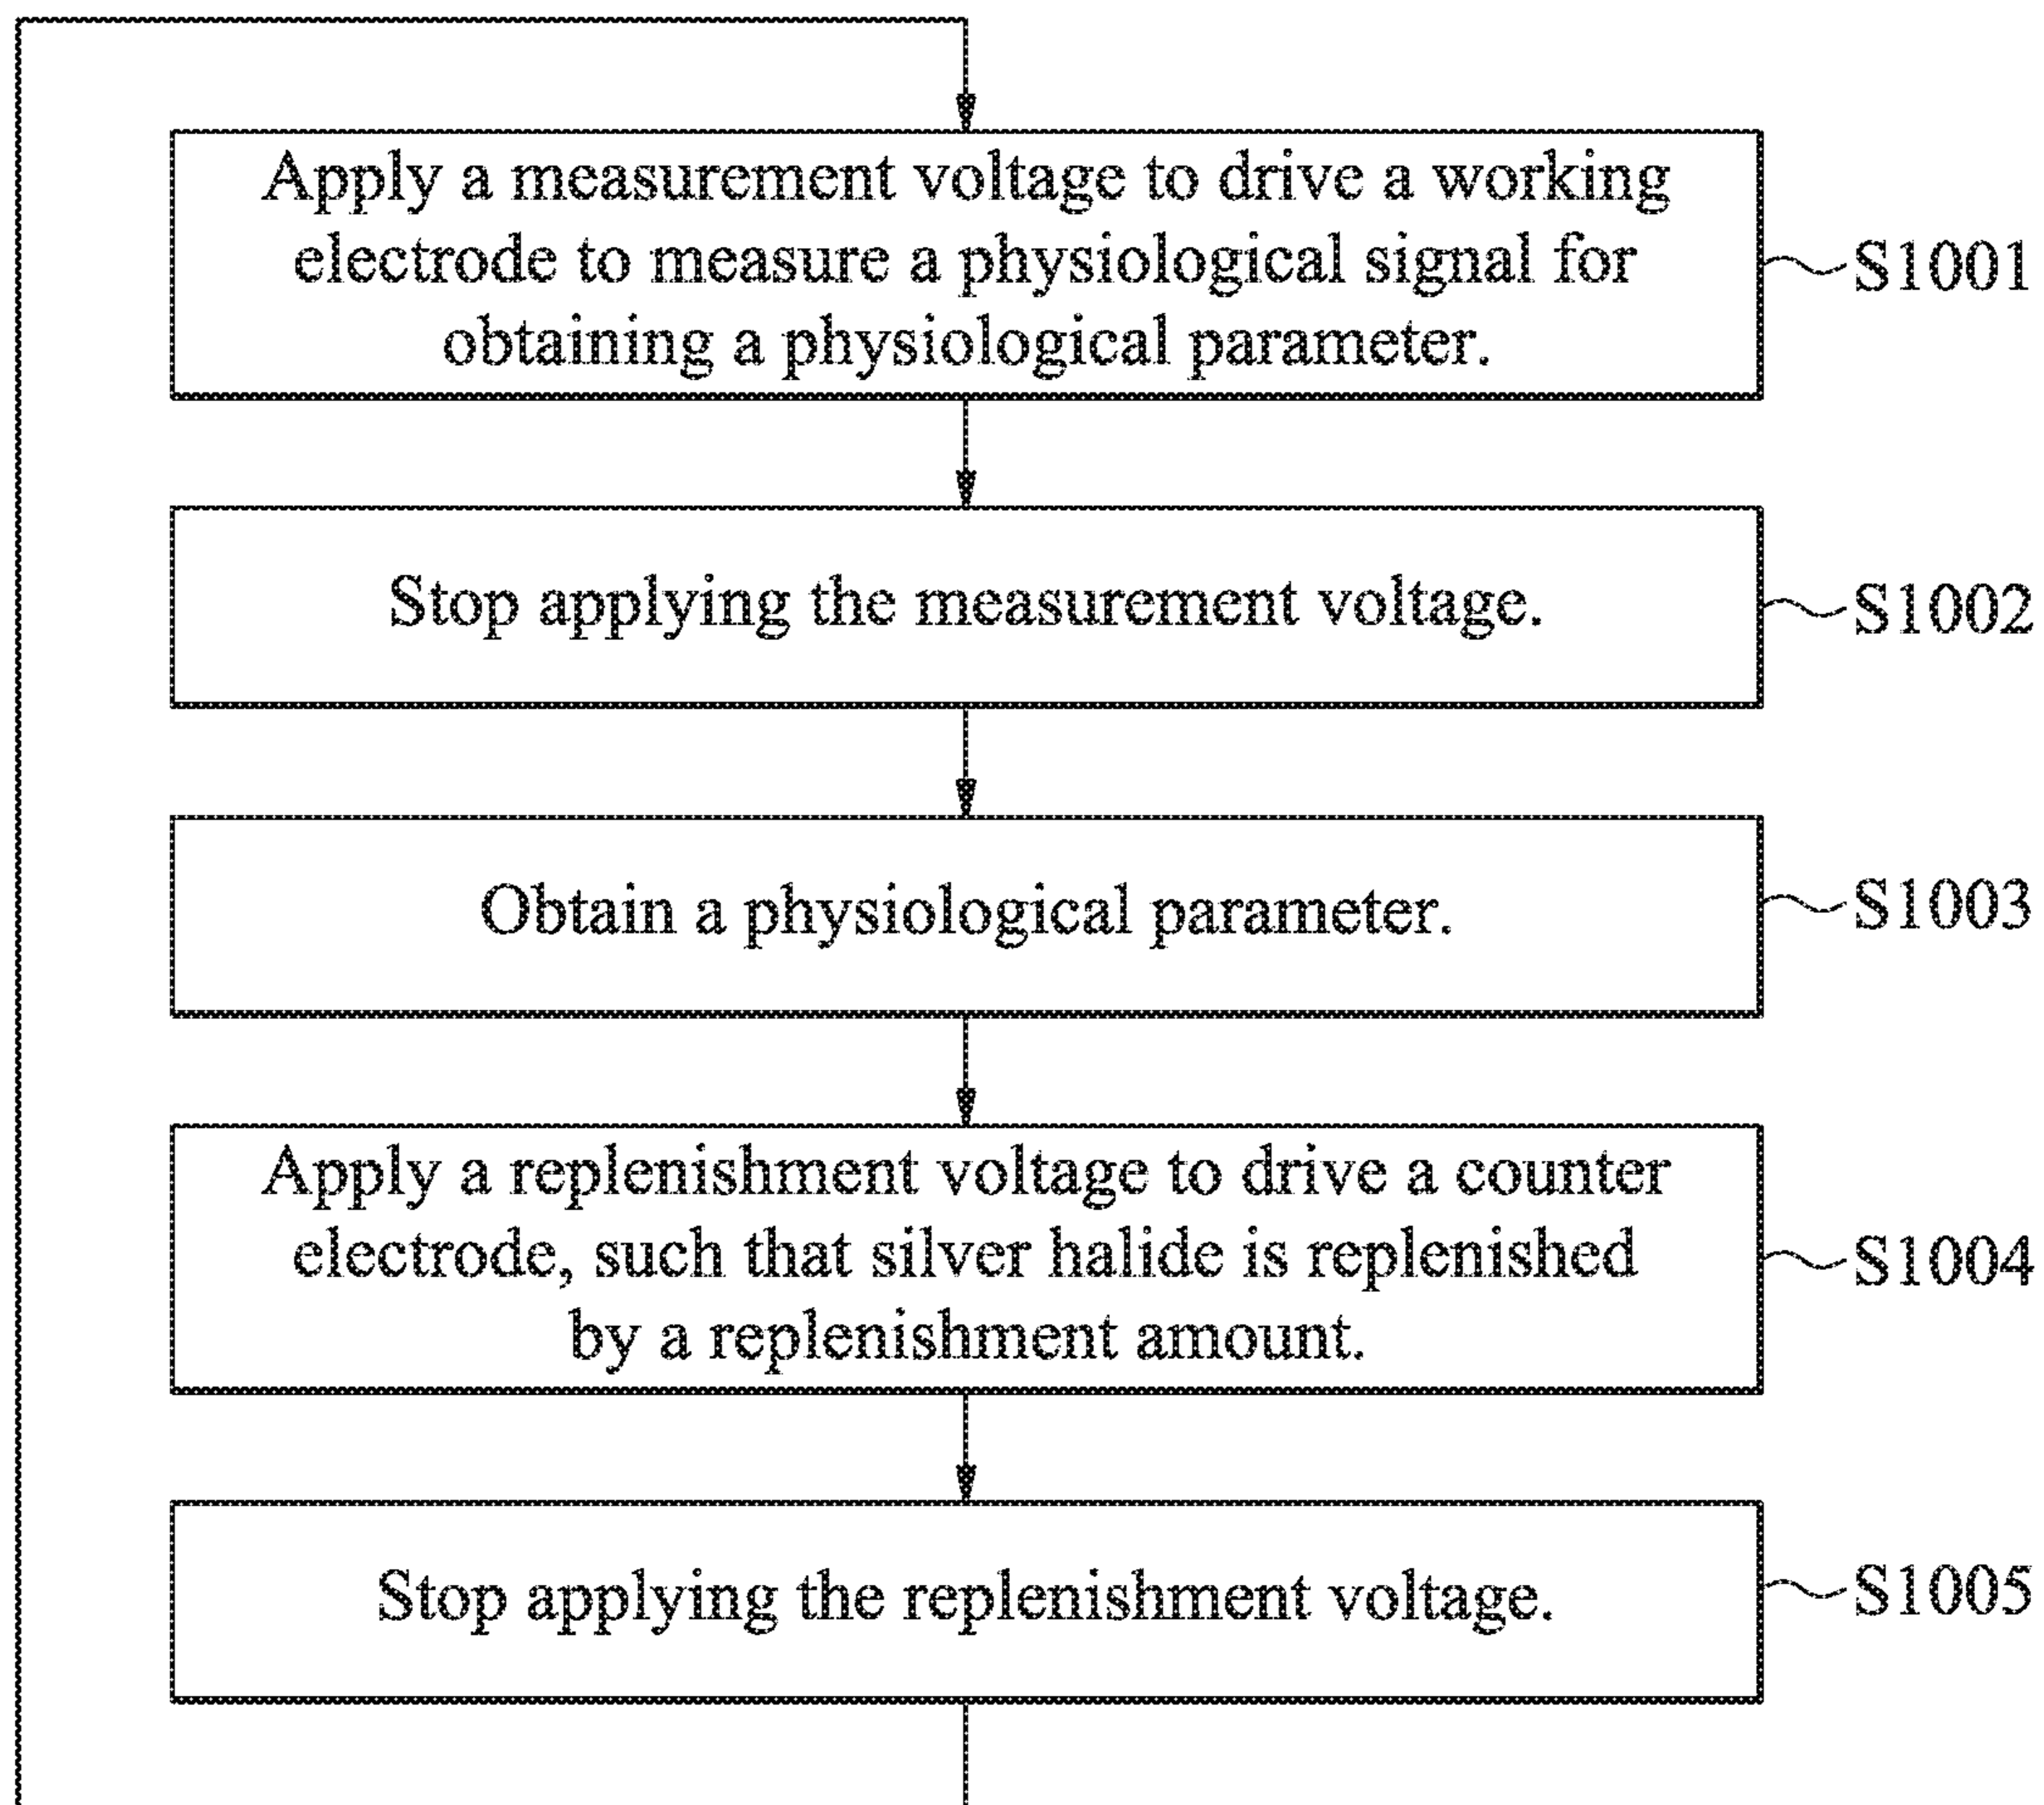 Apply a measurement voltage to drive a working
electrode to measure a physiological signal for
obtaining a physiological parameter.
S1001
Stop applying the measurement voltage.
S1002
Obtain a physiological parameter.
S1003
Apply a replenishment voltage to drive a counter
electrode, such that silver halide is replenished
by a replenishment amount.
S1004
Stop applying the replenishment voltage.
S1005